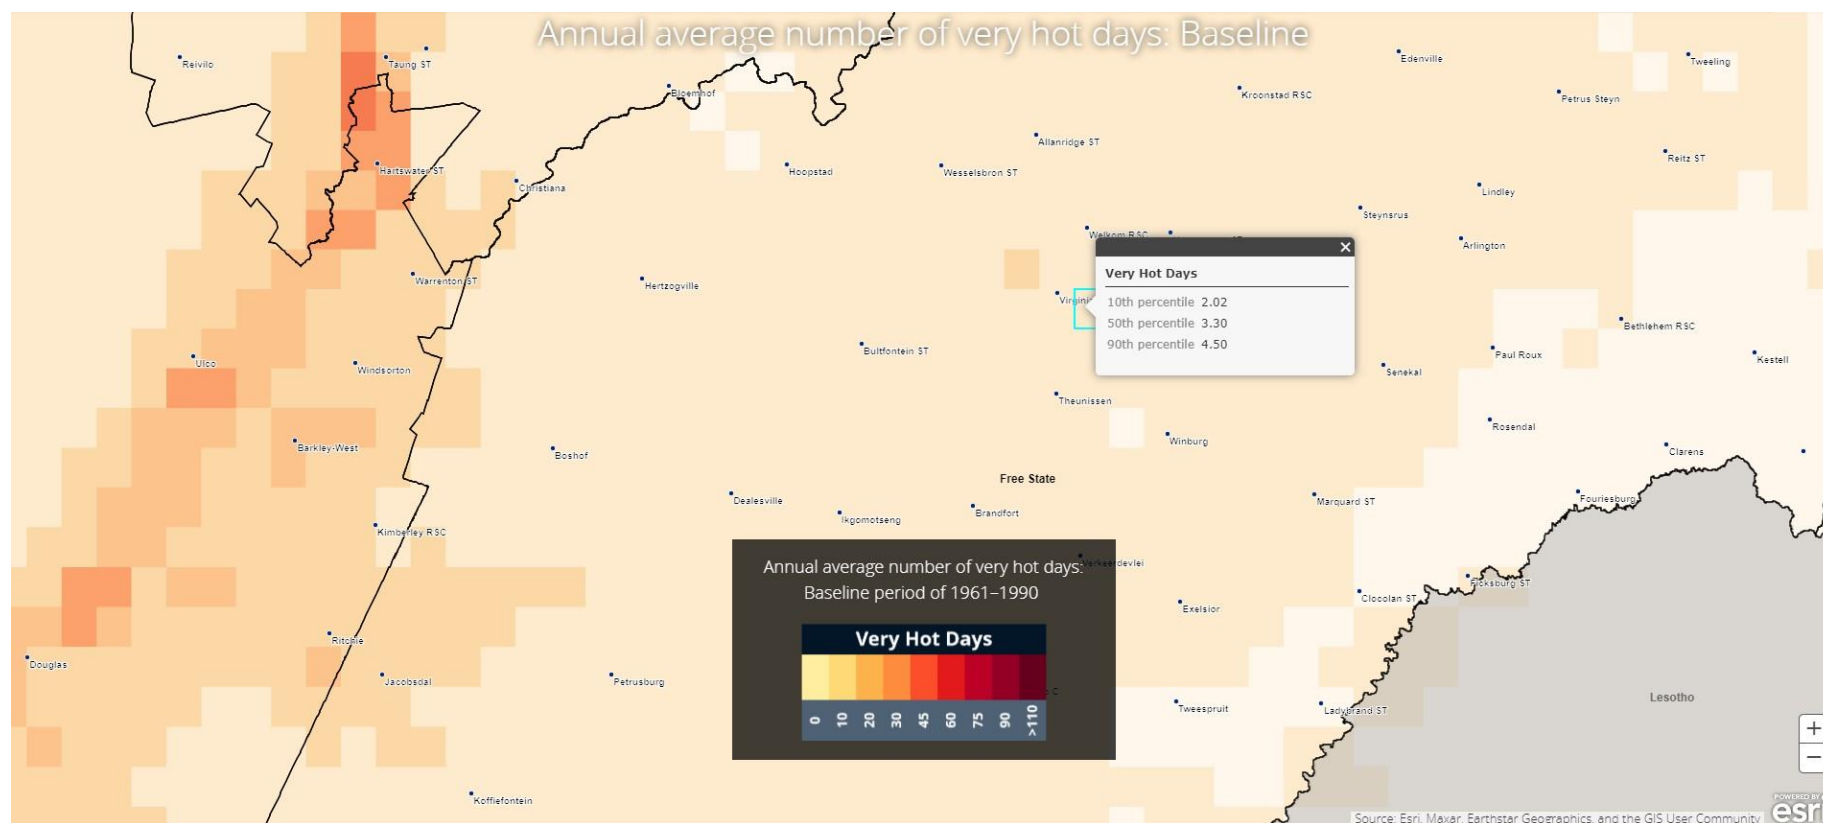 Annual average number of very hot days: Baseline
Reivilo
Taung ST
Bloemhof
Edenville
Tweeling
Kroonstad RSC
Petrus Steyn
Allanridge ST
Hartswater ST
Christiana
Hoopstad
Wesselsbron ST
Reitz ST
Lindley
Steynsrus
Welkom RSC
Arlington
Warrenton ST
Hertzogville
Very Hot Days
10th percentile 2.02
50th percentile 3.30
90th percentile 4.50
Bethlehem RSC
Ulco
Windsorton
Bultfontein ST
Paul Roux
Kestell
Senekal
Theunissen
Barkley-West
Boshof
Winburg
Rosendal
Clarens
Free State
Dealesville
Ikgomotseng
Brandfort
Marquard ST
Fouriesburg
Kimberley RSC
Annual average number of very hot days:
Baseline period of 1961–1990
Very Hot Days
0 10 20 30 45 60 75 90 >110
Verkeerdevlei
Ficksburg ST
Clocolan ST
Exelsior
Ritchie
Douglas
Jacobsdal
Petrusburg
Tweespruit
Ladybrand ST
Lesotho
Koffiefontein
+
−
POWERED BY
esri
Source: Esri, Maxar, Earthstar Geographics, and the GIS User Community